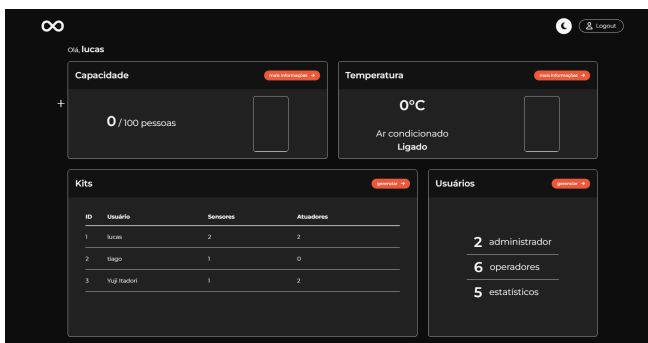 Logout
Olá, lucas
Capacidade
mais informações →
Temperatura
mais informações →
+
0 / 100 pessoas
0°C
Ar condicionado
Ligado
Kits
gerenciar →
Usuários
gerenciar →
ID Usuário Sensores Atuadores
1 lucas 2 2
2 tiago 1 0
3 Yuji Itadori 1 2
2 administrador
6 operadores
5 estatísticos